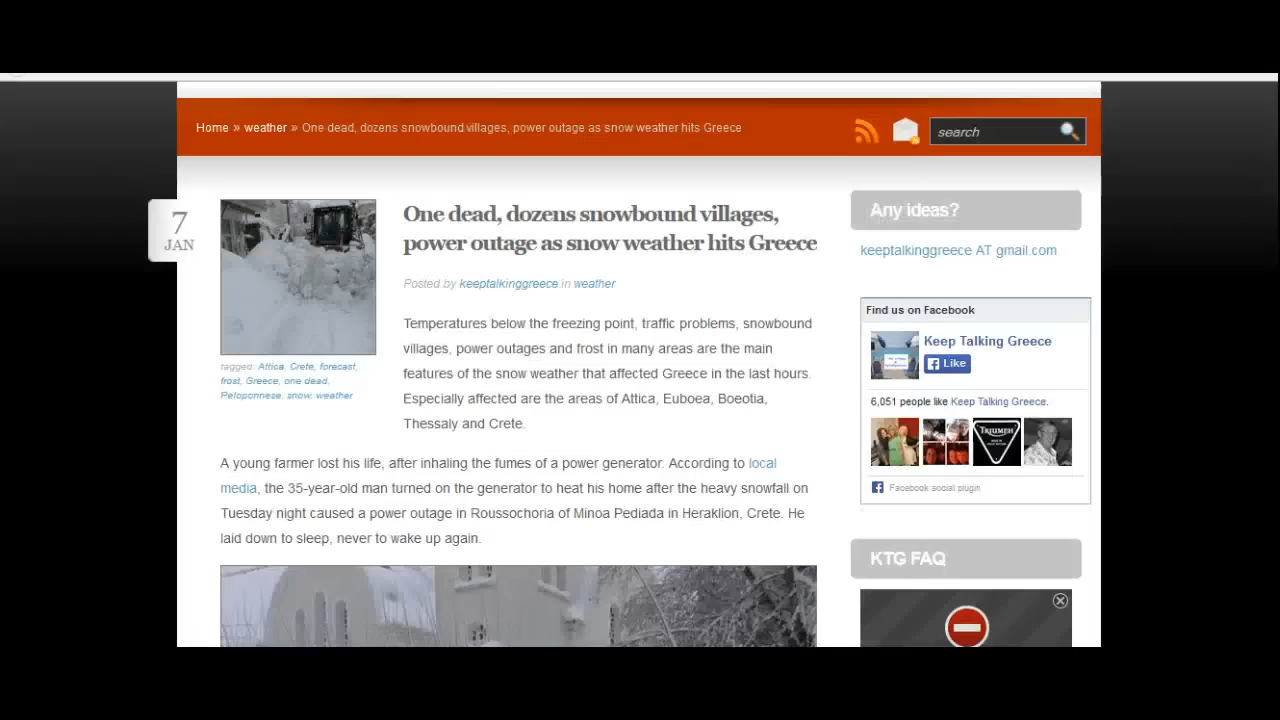 Home » weather » One dead, dozens snowbound villages, power outage as snow weather hits Greece
search
7
JAN
One dead, dozens snowbound villages,
power outage as snow weather hits Greece
Posted by keeptalkinggreece in weather
tagged: Attica, Crete, forecast,
frost, Greece, one dead,
Peloponnese, snow, weather
Temperatures below the freezing point, traffic problems, snowbound
villages, power outages and frost in many areas are the main
features of the snow weather that affected Greece in the last hours.
Especially affected are the areas of Attica, Euboea, Boeotia,
Thessaly and Crete.
A young farmer lost his life, after inhaling the fumes of a power generator. According to local
media, the 35-year-old man turned on the generator to heat his home after the heavy snowfall on
Tuesday night caused a power outage in Roussochoria of Minoa Pediada in Heraklion, Crete. He
laid down to sleep, never to wake up again.
Any ideas?
keeptalkinggreece AT gmail.com
Find us on Facebook
Keep Talking Greece
Like
6,051 people like Keep Talking Greece.
TRIUMPH
Facebook social plugin
KTG FAQ